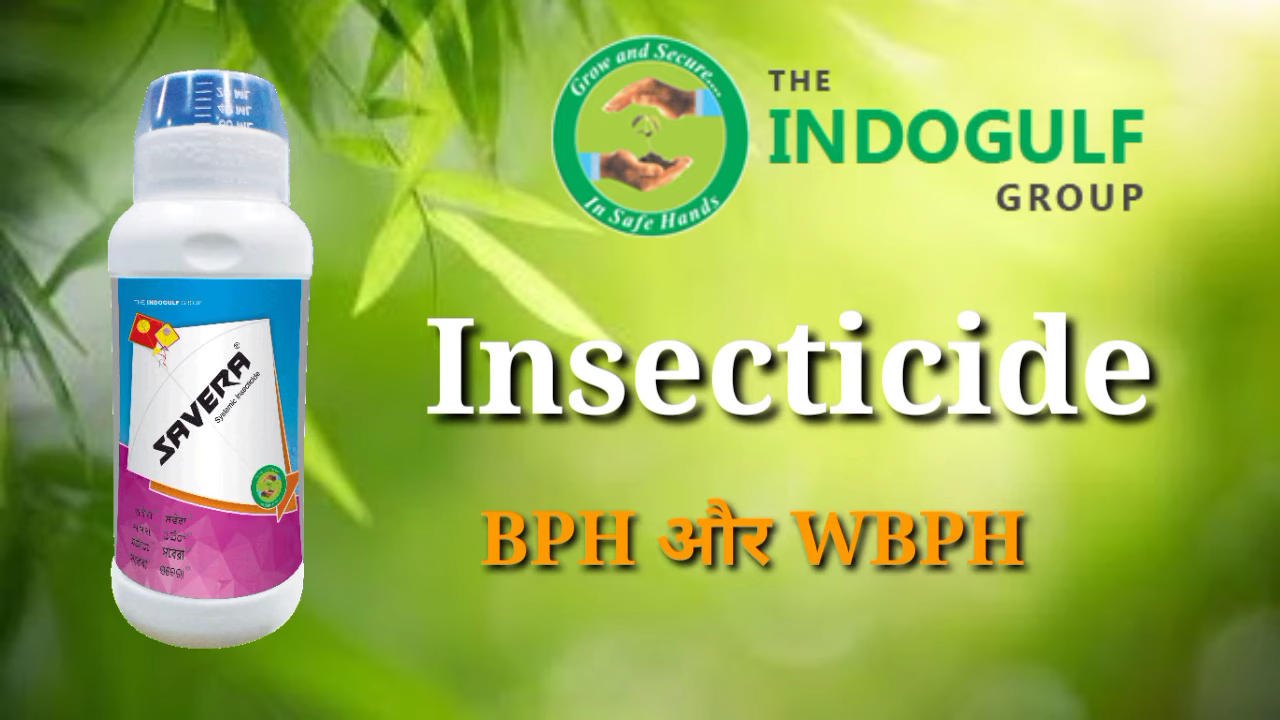 Grow and Secure....
In Safe Hands
THE
INDOGULF
GROUP
Insecticide
BPH और WBPH
THE INDOGULF GROUP
SAVERA®
Systemic Insecticide